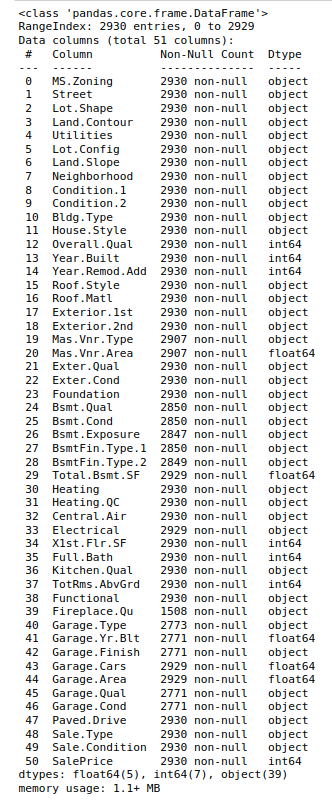 <class 'pandas.core.frame.DataFrame'>
RangeIndex: 2930 entries, 0 to 2929
Data columns (total 51 columns):
 #   Column          Non-Null Count  Dtype
---  ------          --------------  -----
 0   MS.Zoning       2930 non-null   object
 1   Street          2930 non-null   object
 2   Lot.Shape       2930 non-null   object
 3   Land.Contour    2930 non-null   object
 4   Utilities       2930 non-null   object
 5   Lot.Config      2930 non-null   object
 6   Land.Slope      2930 non-null   object
 7   Neighborhood    2930 non-null   object
 8   Condition.1     2930 non-null   object
 9   Condition.2     2930 non-null   object
 10  Bldg.Type       2930 non-null   object
 11  House.Style     2930 non-null   object
 12  Overall.Qual    2930 non-null   int64
 13  Year.Built      2930 non-null   int64
 14  Year.Remod.Add  2930 non-null   int64
 15  Roof.Style      2930 non-null   object
 16  Roof.Matl       2930 non-null   object
 17  Exterior.1st    2930 non-null   object
 18  Exterior.2nd    2930 non-null   object
 19  Mas.Vnr.Type    2907 non-null   object
 20  Mas.Vnr.Area    2907 non-null   float64
 21  Exter.Qual      2930 non-null   object
 22  Exter.Cond      2930 non-null   object
 23  Foundation      2930 non-null   object
 24  Bsmt.Qual       2850 non-null   object
 25  Bsmt.Cond       2850 non-null   object
 26  Bsmt.Exposure   2847 non-null   object
 27  BsmtFin.Type.1  2850 non-null   object
 28  BsmtFin.Type.2  2849 non-null   object
 29  Total.Bsmt.SF   2929 non-null   float64
 30  Heating         2930 non-null   object
 31  Heating.QC      2930 non-null   object
 32  Central.Air     2930 non-null   object
 33  Electrical      2929 non-null   object
 34  X1st.Flr.SF     2930 non-null   int64
 35  Full.Bath       2930 non-null   int64
 36  Kitchen.Qual    2930 non-null   object
 37  TotRms.AbvGrd   2930 non-null   int64
 38  Functional      2930 non-null   object
 39  Fireplace.Qu    1508 non-null   object
 40  Garage.Type     2773 non-null   object
 41  Garage.Yr.Blt   2771 non-null   float64
 42  Garage.Finish   2771 non-null   object
 43  Garage.Cars     2929 non-null   float64
 44  Garage.Area     2929 non-null   float64
 45  Garage.Qual     2771 non-null   object
 46  Garage.Cond     2771 non-null   object
 47  Paved.Drive     2930 non-null   object
 48  Sale.Type       2930 non-null   object
 49  Sale.Condition  2930 non-null   object
 50  SalePrice       2930 non-null   int64
dtypes: float64(5), int64(7), object(39)
memory usage: 1.1+ MB